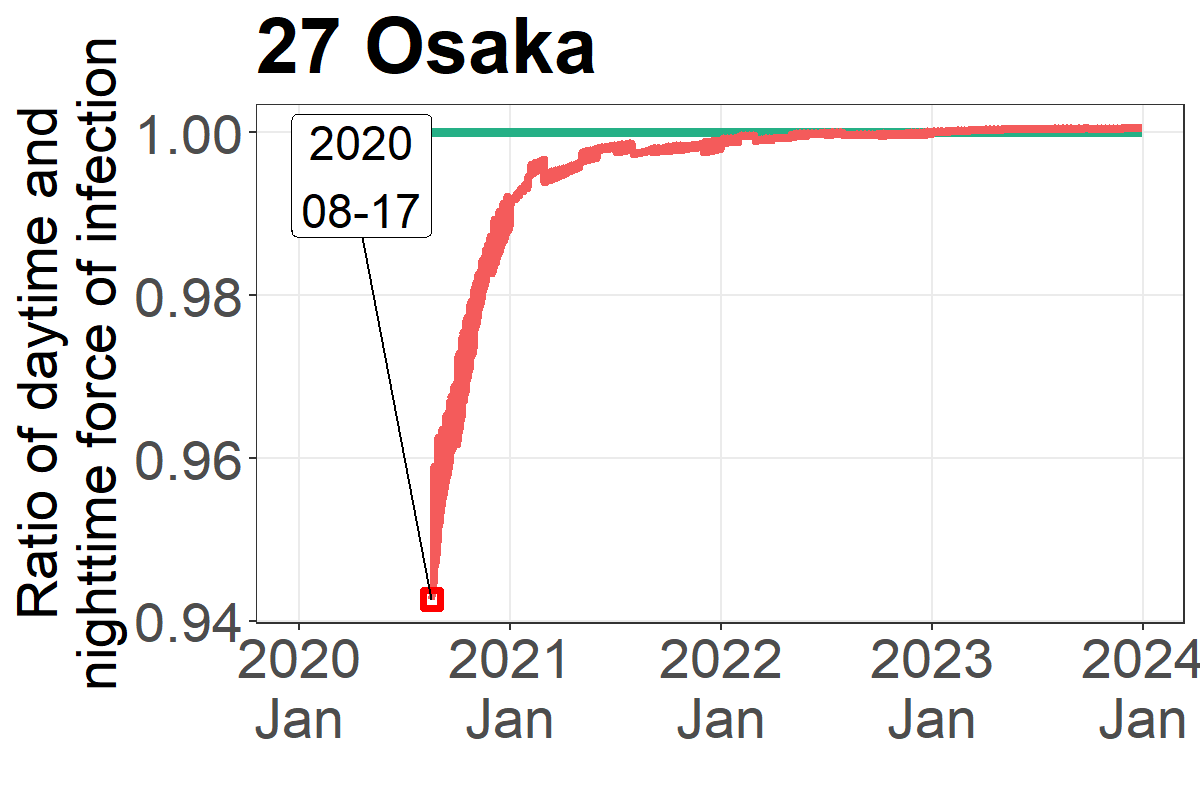 27 Osaka
Ratio of daytime and
nighttime force of infection
1.00
0.98
0.96
0.94
2020
08-17
2020
Jan
2021
Jan
2022
Jan
2023
Jan
2024
Jan